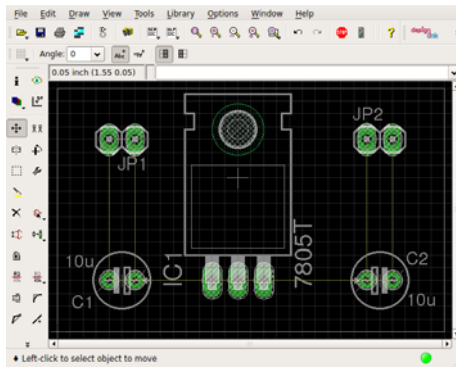 File Edit Draw View Tools Library Options Window Help
Angle: 0
0.05 inch (1.55 0.05)
JP1
JP2
10u
C1
IC1
7805T
C2
10u
Left-click to select object to move